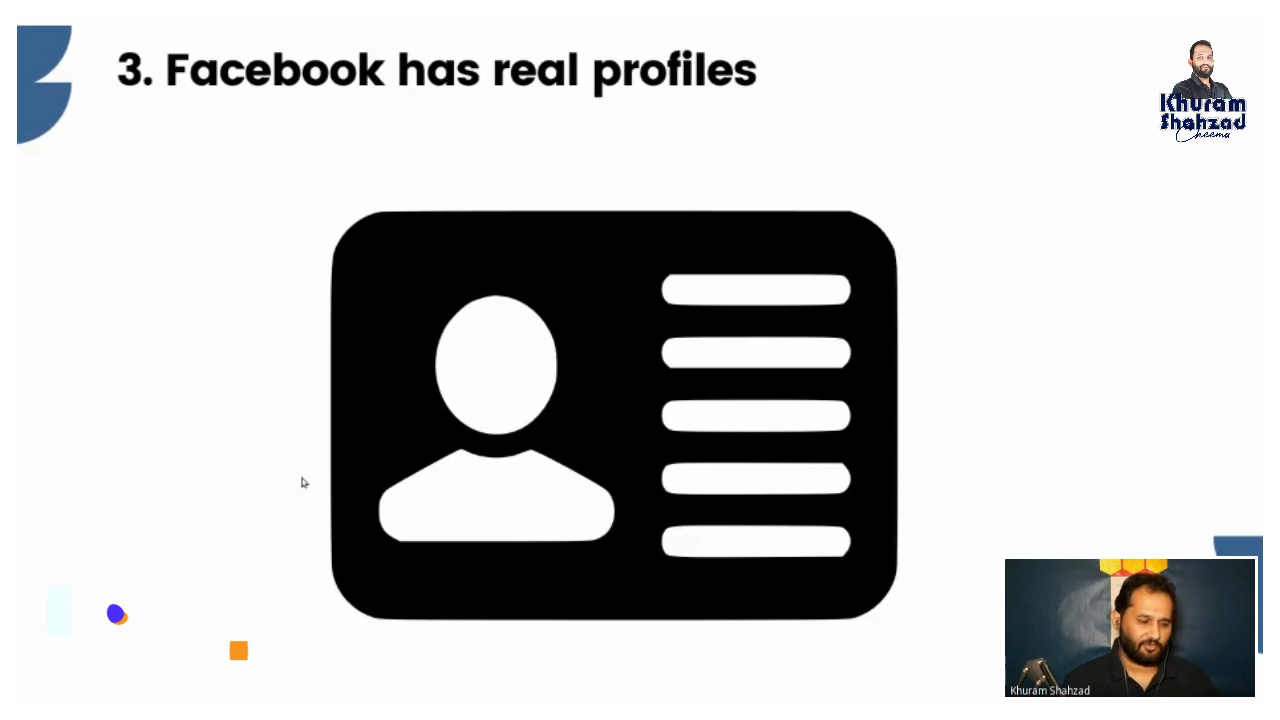 3. Facebook has real profiles
Khuram
Shahzad
Cheema
Khuram Shahzad